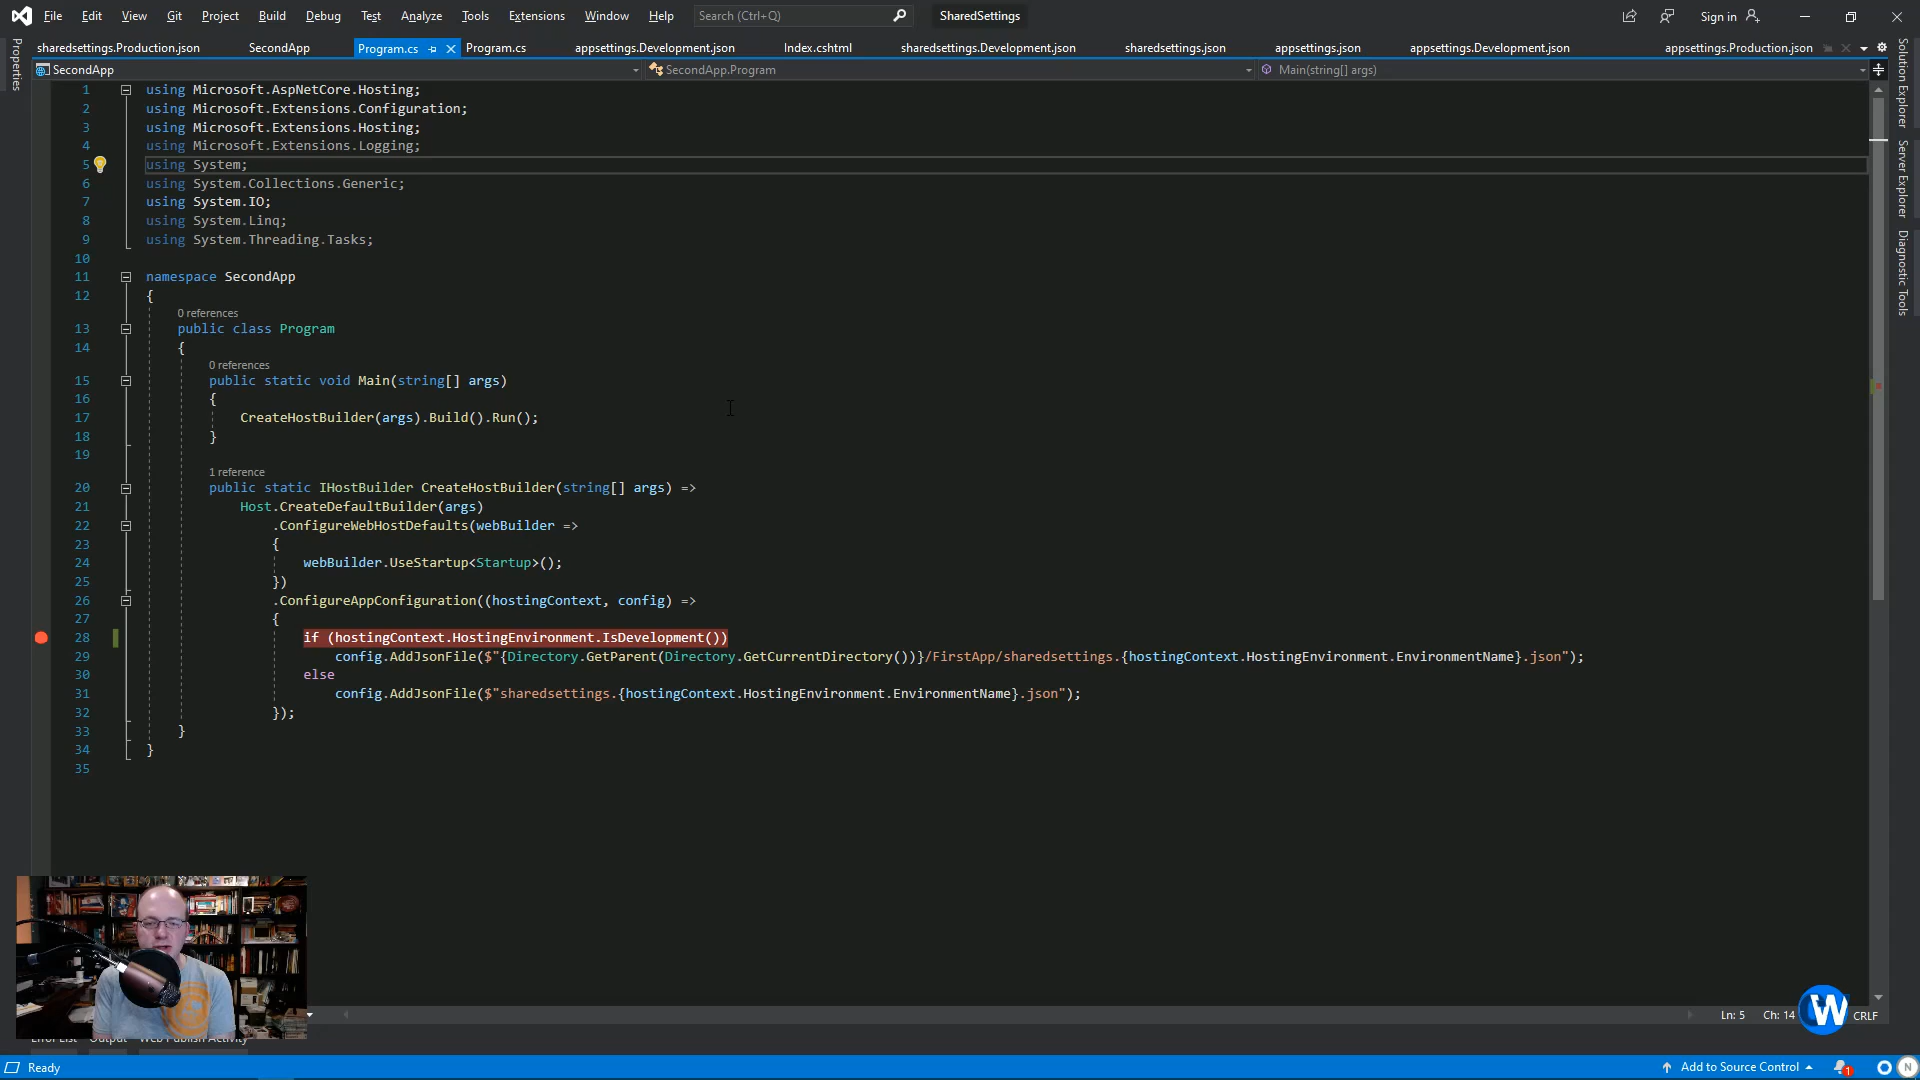 File Edit View Git Project Build Debug Test Analyze Tools Extensions Window Help Search (Ctrl+Q) SharedSettings Sign in
sharedsettings.Production.json SecondApp Program.cs Program.cs appsettings.Development.json Index.cshtml sharedsettings.Development.json sharedsettings.json appsettings.json appsettings.Development.json appsettings.Production.json
SecondApp SecondApp.Program Main(string[] args)
Properties
Solution Explorer
Server Explorer
Diagnostic Tools
1 using Microsoft.AspNetCore.Hosting;
2 using Microsoft.Extensions.Configuration;
3 using Microsoft.Extensions.Hosting;
4 using Microsoft.Extensions.Logging;
5 using System;
6 using System.Collections.Generic;
7 using System.IO;
8 using System.Linq;
9 using System.Threading.Tasks;
10
11 namespace SecondApp
12 {
0 references
13 public class Program
14 {
0 references
15 public static void Main(string[] args)
16 {
17 CreateHostBuilder(args).Build().Run();
18 }
19
1 reference
20 public static IHostBuilder CreateHostBuilder(string[] args) =>
21 Host.CreateDefaultBuilder(args)
22 .ConfigureWebHostDefaults(webBuilder =>
23 {
24 webBuilder.UseStartup<Startup>();
25 })
26 .ConfigureAppConfiguration((hostingContext, config) =>
27 {
28 if (hostingContext.HostingEnvironment.IsDevelopment())
29 config.AddJsonFile($"{Directory.GetParent(Directory.GetCurrentDirectory())}/FirstApp/sharedsettings.{hostingContext.HostingEnvironment.EnvironmentName}.json");
30 else
31 config.AddJsonFile($"sharedsettings.{hostingContext.HostingEnvironment.EnvironmentName}.json");
32 });
33 }
34 }
35
Ln: 5 Ch: 14 W CRLF
Error List Output Web Publish Activity
Ready Add to Source Control 1 N